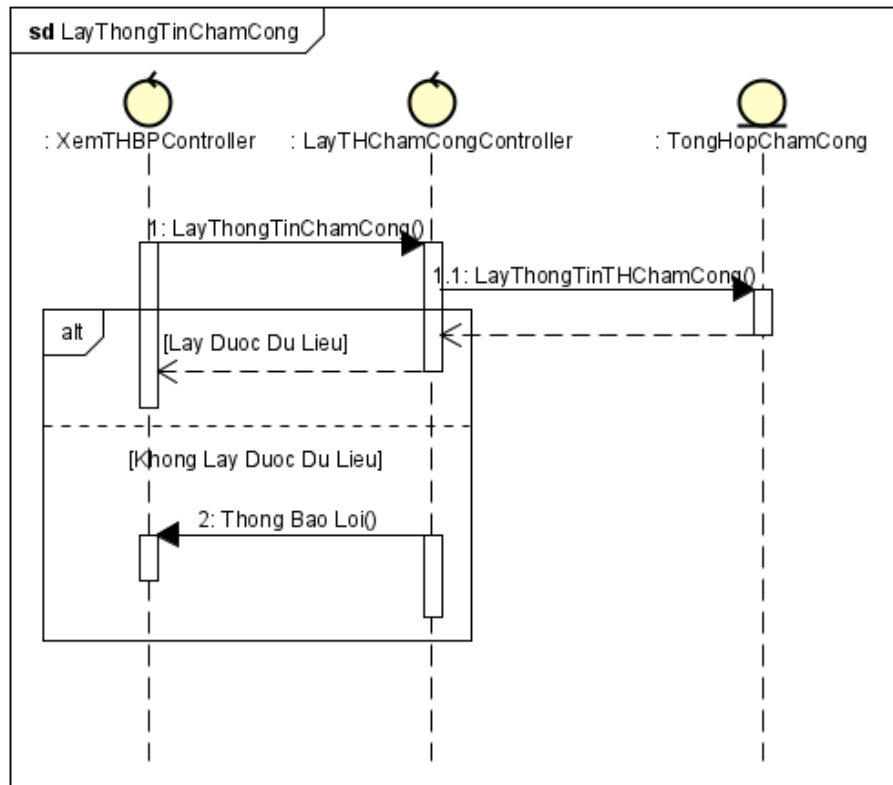 sd LayThongTinChamCong
: XemTHBPController
: LayTHChamCongController
: TongHopChamCong
1: LayThongTinChamCong()
1.1: LayThongTinTHChamCong()
alt
[Lay Duoc Du Lieu]
[Khong Lay Duoc Du Lieu]
2: Thong Bao Loi()